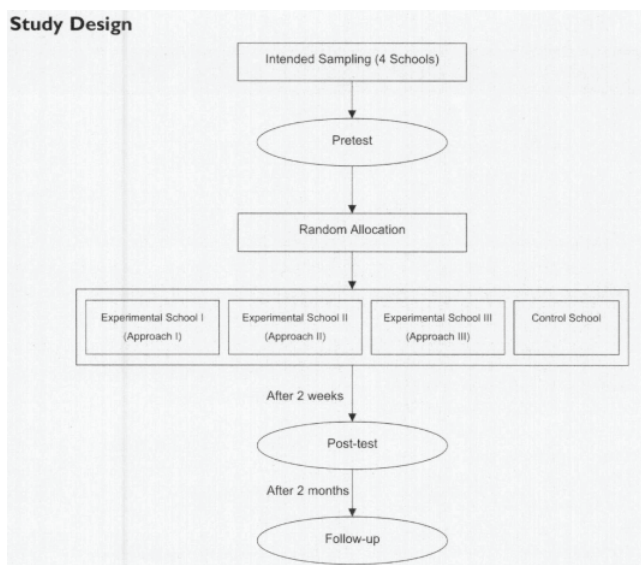 Study Design
Intended Sampling (4 Schools)
Pretest
Random Allocation
Experimental School I
(Approach I)
Experimental School II
(Approach II)
Experimental School III
(Approach III)
Control School
After 2 weeks
Post-test
After 2 months
Follow-up